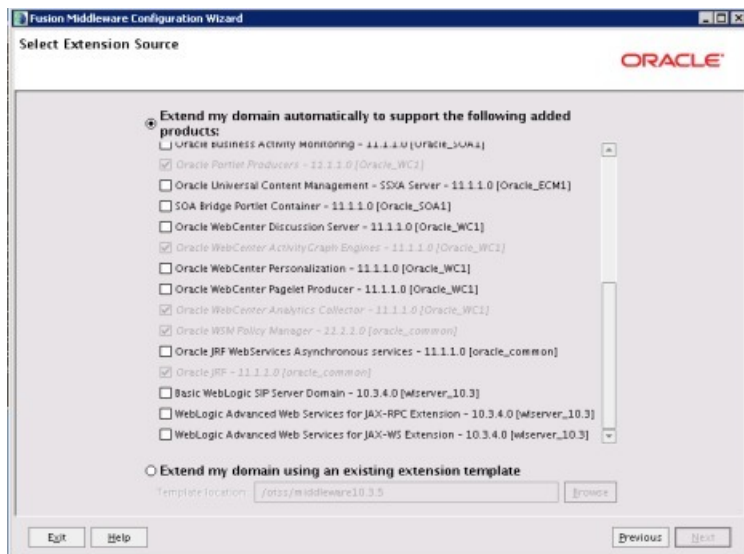 Fusion Middleware Configuration Wizard
Select Extension Source
ORACLE
Extend my domain automatically to support the following added
products:
Oracle Business Activity Monitoring - 11.1.1.0 [Oracle_SOA1]
Oracle Portlet Producers - 11.1.1.0 [Oracle_WC1]
Oracle Universal Content Management - SSXA Server - 11.1.1.0 [Oracle_ECM1]
SOA Bridge Portlet Container - 11.1.1.0 [Oracle_SOA1]
Oracle WebCenter Discussion Server - 11.1.1.0 [Oracle_WC1]
Oracle WebCenter ActivityGraph Engines - 11.1.1.0 [Oracle_WC1]
Oracle WebCenter Personalization - 11.1.1.0 [Oracle_WC1]
Oracle WebCenter Pagelet Producer - 11.1.1.0 [Oracle_WC1]
Oracle WebCenter Analytics Collector - 11.1.1.0 [Oracle_WC1]
Oracle WSM Policy Manager - 11.1.1.0 [oracle_common]
Oracle JRF WebServices Asynchronous services - 11.1.1.0 [oracle_common]
Oracle JRF - 11.1.1.0 [oracle_common]
Basic WebLogic SIP Server Domain - 10.3.4.0 [wlserver_10.3]
WebLogic Advanced Web Services for JAX-RPC Extension - 10.3.4.0 [wlserver_10.3]
WebLogic Advanced Web Services for JAX-WS Extension - 10.3.4.0 [wlserver_10.3]
Extend my domain using an existing extension template
Template location: /otss/middleware10.3.5 Browse
Exit Help Previous Next